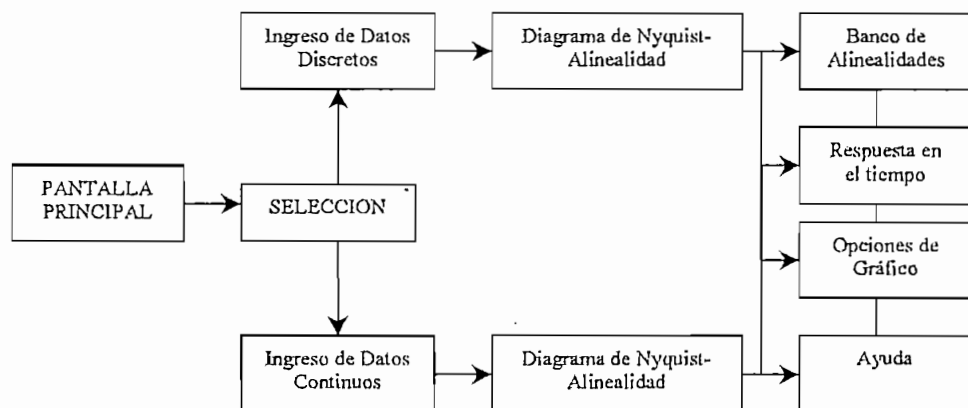 Ingreso de Datos
Discretos
Diagrama de Nyquist-
Alinealidad
Banco de
Alinealidades
PANTALLA
PRINCIPAL
SELECCION
Respuesta en
el tiempo
Opciones de
Gráfico
Ingreso de Datos
Continuos
Diagrama de Nyquist-
Alinealidad
Ayuda